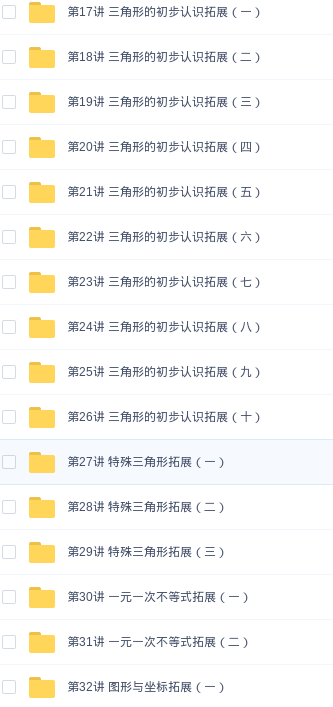 第17讲 三角形的初步认识拓展（一）
第18讲 三角形的初步认识拓展（二）
第19讲 三角形的初步认识拓展（三）
第20讲 三角形的初步认识拓展（四）
第21讲 三角形的初步认识拓展（五）
第22讲 三角形的初步认识拓展（六）
第23讲 三角形的初步认识拓展（七）
第24讲 三角形的初步认识拓展（八）
第25讲 三角形的初步认识拓展（九）
第26讲 三角形的初步认识拓展（十）
第27讲 特殊三角形拓展（一）
第28讲 特殊三角形拓展（二）
第29讲 特殊三角形拓展（三）
第30讲 一元一次不等式拓展（一）
第31讲 一元一次不等式拓展（二）
第32讲 图形与坐标拓展（一）